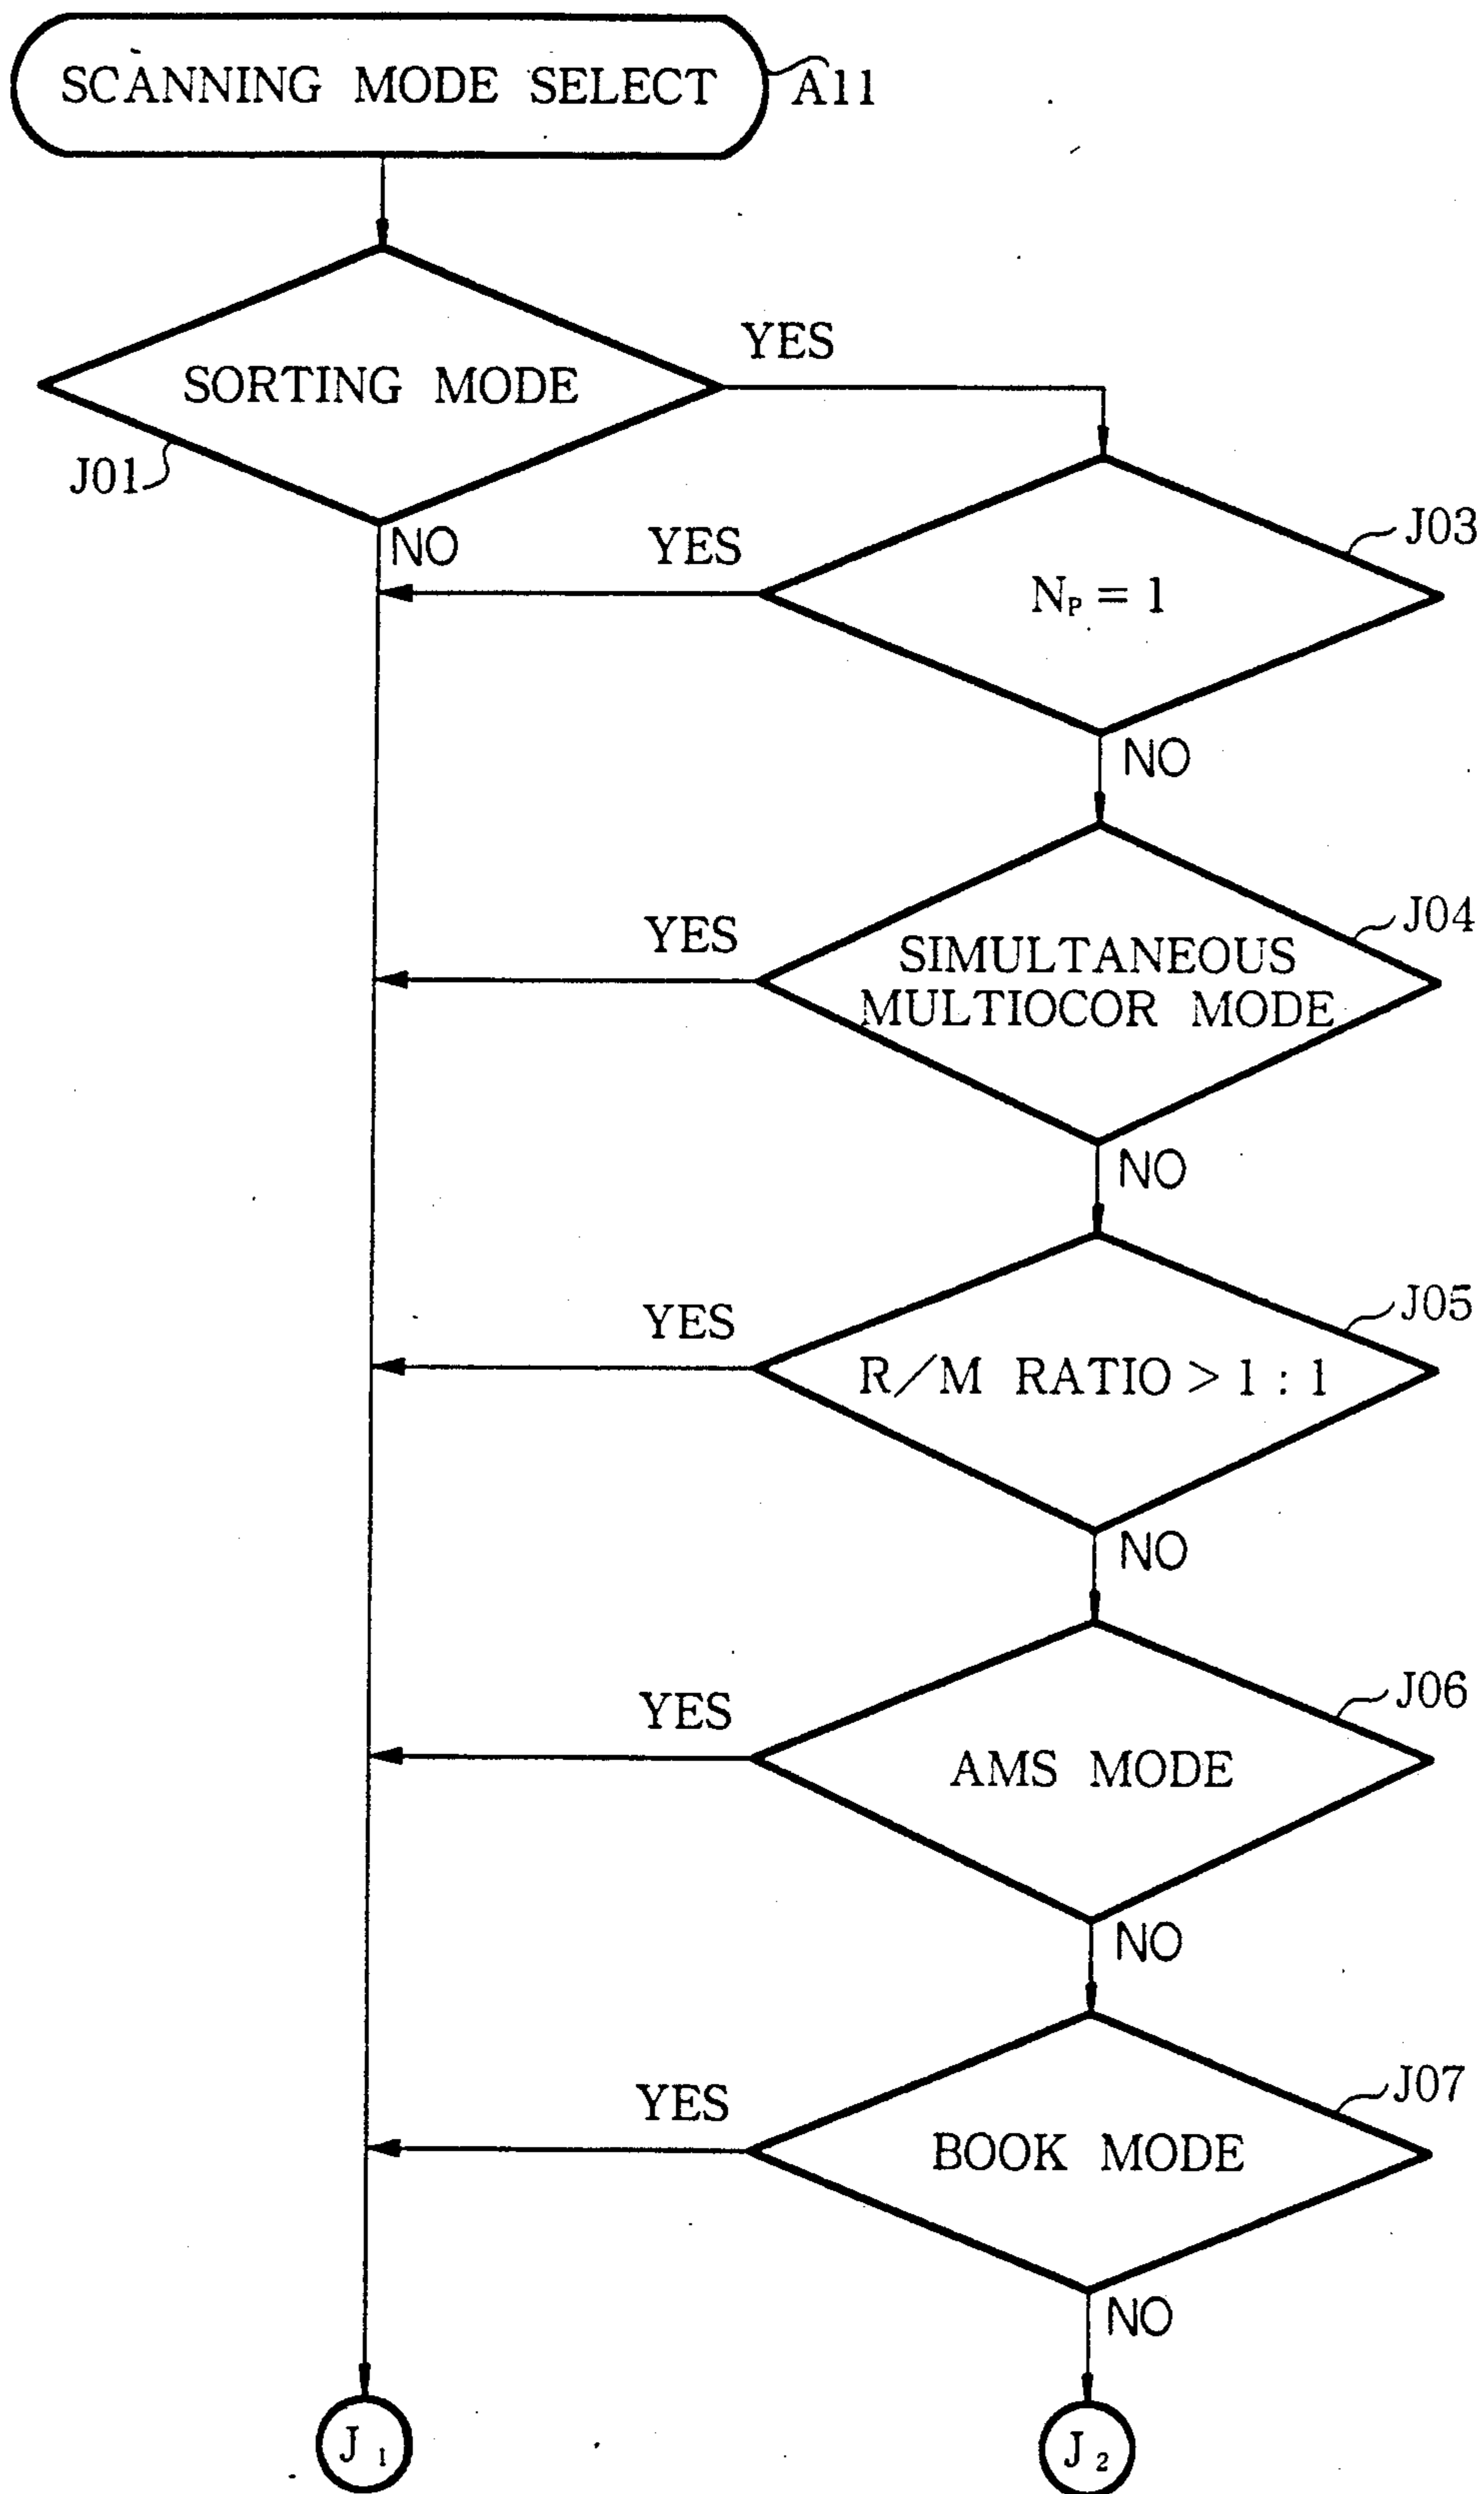 SCANNING MODE SELECT A11
SORTING MODE
YES
J01
NO
YES
N_P = 1
J03
NO
YES
SIMULTANEOUS
MULTIOCOR MODE
J04
NO
YES
R/M RATIO > 1 : 1
J05
NO
YES
AMS MODE
J06
NO
YES
BOOK MODE
J07
NO
J1
J2